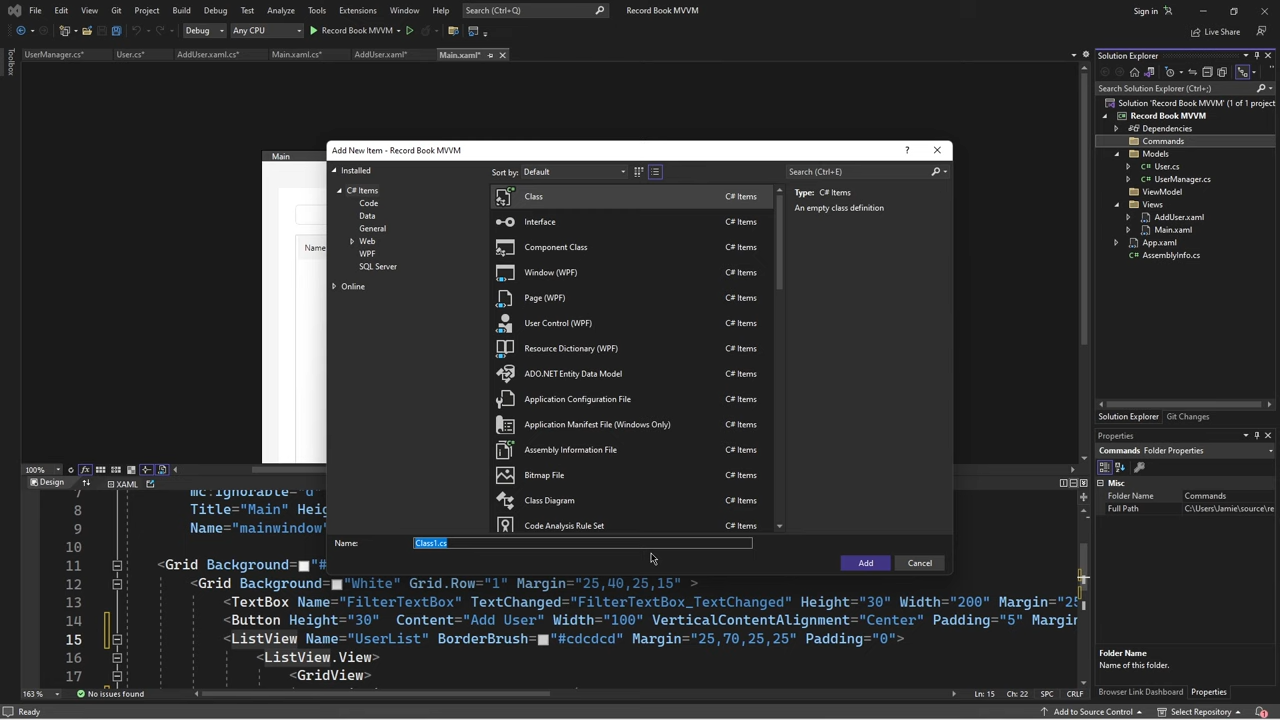 File Edit View Git Project Build Debug Test Analyze Tools Extensions Window Help Search (Ctrl+Q) Record Book MVVM Sign in
Debug Any CPU Record Book MVVM Live Share
UserManager.cs* User.cs* AddUser.xaml.cs* Main.xaml.cs* AddUser.xaml* Main.xaml*
Toolbox
Main
Name
Add New Item - Record Book MVVM
Installed
C# Items
Code
Data
General
Web
WPF
SQL Server
Online
Sort by: Default
Search (Ctrl+E)
Class C# Items
Interface C# Items
Component Class C# Items
Window (WPF) C# Items
Page (WPF) C# Items
User Control (WPF) C# Items
Resource Dictionary (WPF) C# Items
ADO.NET Entity Data Model C# Items
Application Configuration File C# Items
Application Manifest File (Windows Only) C# Items
Assembly Information File C# Items
Bitmap File C# Items
Class Diagram C# Items
Code Analysis Rule Set C# Items
Type: C# Items
An empty class definition
Name: Class1.cs
Add Cancel
Solution Explorer
Search Solution Explorer (Ctrl+;)
Solution 'Record Book MVVM' (1 of 1 project
Record Book MVVM
Dependencies
Commands
Models
User.cs
UserManager.cs
ViewModel
Views
AddUser.xaml
Main.xaml
App.xaml
AssemblyInfo.cs
Solution Explorer Git Changes
Properties
Commands Folder Properties
Misc
Folder Name Commands
Full Path C:\Users\Jamie\source\re
Folder Name
Name of this folder.
Browser Link Dashboard Properties
100%
Design XAML
7 mc:Ignorable="d"
8 Title="Main" Heig
9 Name="mainwindow"
10
11 <Grid Background="#
12 <Grid Background="White" Grid.Row="1" Margin="25,40,25,15" >
13 <TextBox Name="FilterTextBox" TextChanged="FilterTextBox_TextChanged" Height="30" Width="200" Margin="25
14 <Button Height="30" Content="Add User" Width="100" VerticalContentAlignment="Center" Padding="5" Margin
15 <ListView Name="UserList" BorderBrush="#cdcdcd" Margin="25,70,25,25" Padding="0">
16 <ListView.View>
17 <GridView>
163 % No issues found Ln: 15 Ch: 22 SPC CRLF
Ready Add to Source Control Select Repository 1